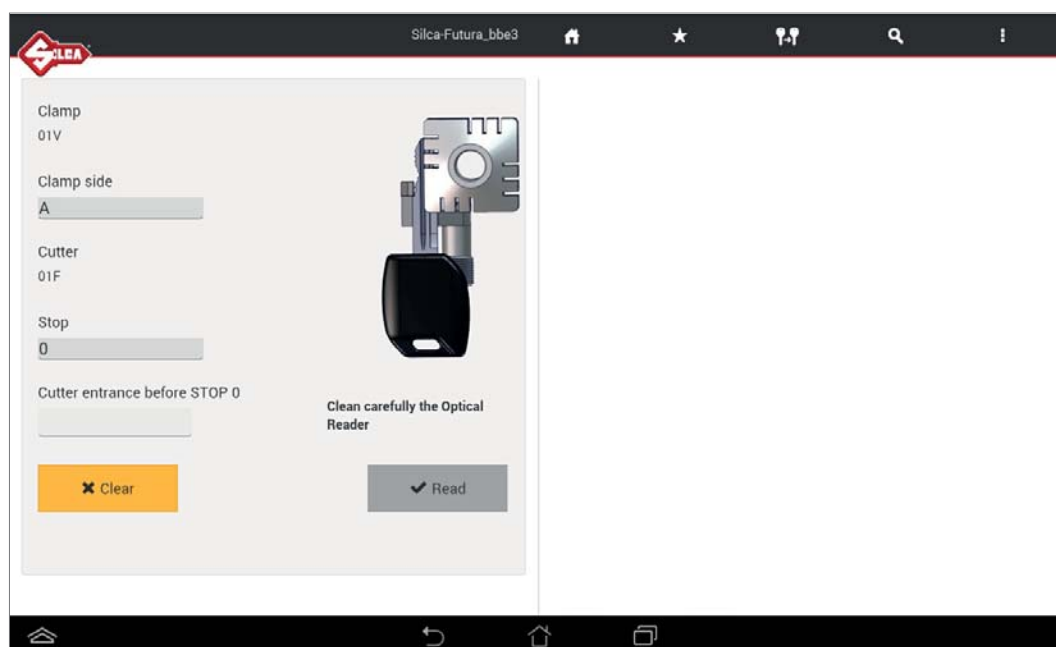 SILCA
Silca-Futura_bbe3
Clamp
01V
Clamp side
A
Cutter
01F
Stop
0
Cutter entrance before STOP 0
Clean carefully the Optical
Reader
Clear
Read